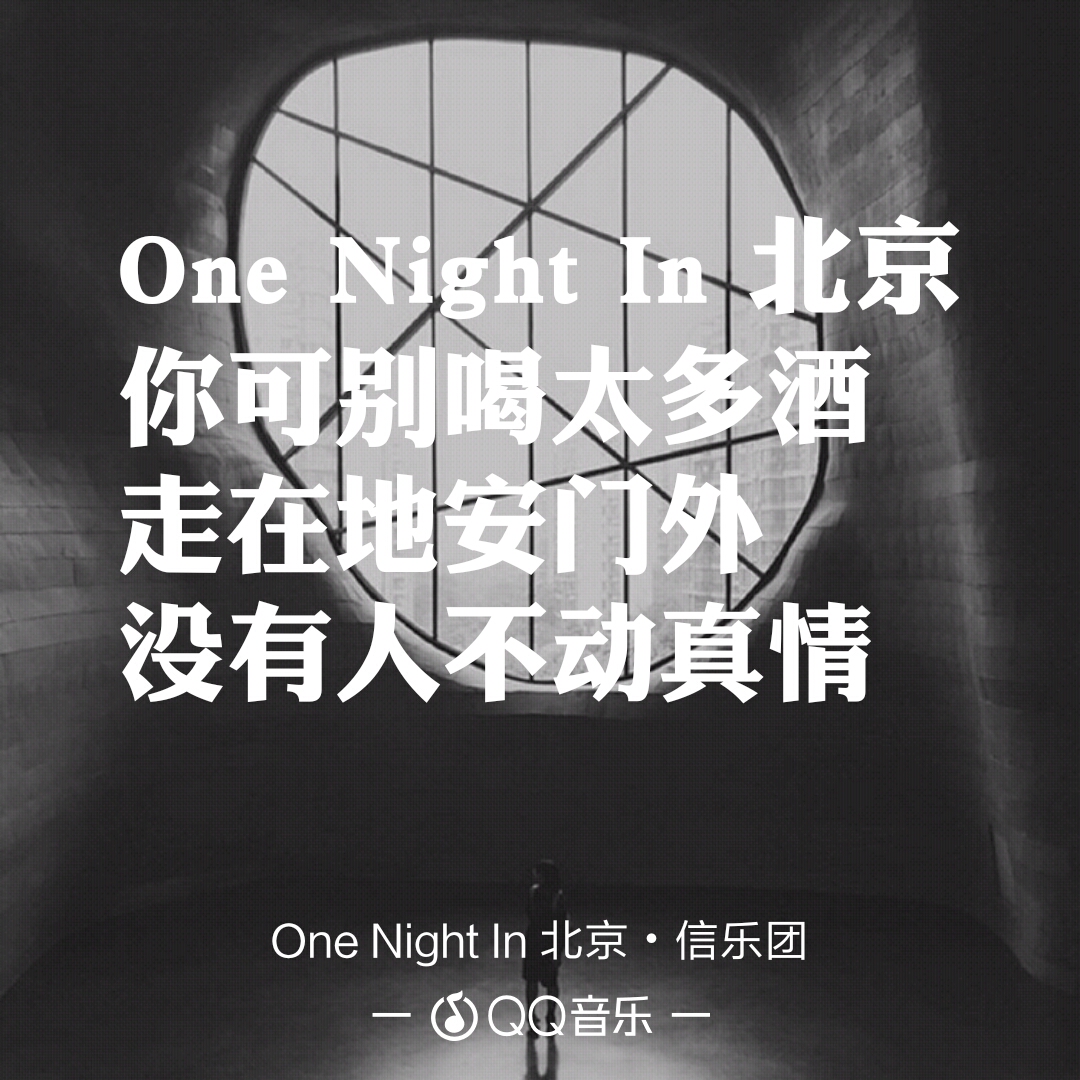 One Night In 北京
你可别喝太多酒
走在地安门外
没有人不动真情
One Night In 北京·信乐团
— QQ音乐 —